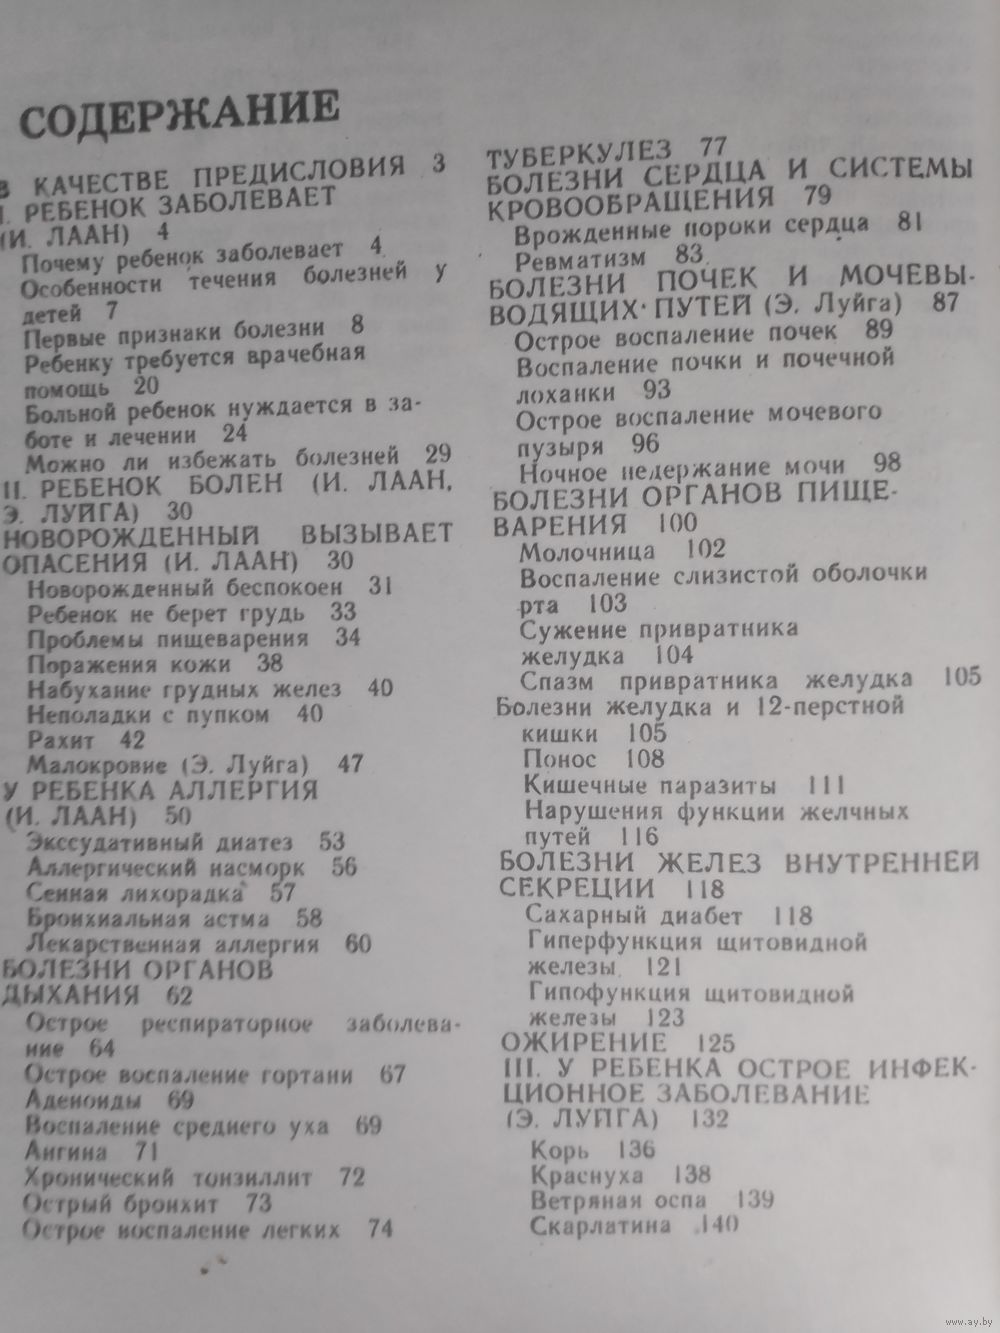 СОДЕРЖАНИЕ
В КАЧЕСТВЕ ПРЕДИСЛОВИЯ 3
I. РЕБЕНОК ЗАБОЛЕВАЕТ
(И. ЛААН) 4
Почему ребенок заболевает 4
Особенности течения болезней у
детей 7
Первые признаки болезни 8
Ребенку требуется врачебная
помощь 20
Больной ребенок нуждается в за-
боте и лечении 24
Можно ли избежать болезней 29
II. РЕБЕНОК БОЛЕН (И. ЛААН,
Э. ЛУЙГА) 30
НОВОРОЖДЕННЫЙ ВЫЗЫВАЕТ
ОПАСЕНИЯ (И. ЛААН) 30
Новорожденный беспокоен 31
Ребенок не берет грудь 33
Проблемы пищеварения 34
Поражения кожи 38
Набухание грудных желез 40
Неполадки с пупком 40
Рахит 42
Малокровие (Э. Луйга) 47
У РЕБЕНКА АЛЛЕРГИЯ
(И. ЛААН) 50
Экссудативный диатез 53
Аллергический насморк 56
Сенная лихорадка 57
Бронхиальная астма 58
Лекарственная аллергия 60
БОЛЕЗНИ ОРГАНОВ
ДЫХАНИЯ 62
Острое респираторное заболева-
ние 64
Острое воспаление гортани 67
Аденоиды 69
Воспаление среднего уха 69
Ангина 71
Хронический тонзиллит 72
Острый бронхит 73
Острое воспаление легких 74
ТУБЕРКУЛЕЗ 77
БОЛЕЗНИ СЕРДЦА И СИСТЕМЫ
КРОВООБРАЩЕНИЯ 79
Врожденные пороки сердца 81
Ревматизм 83
БОЛЕЗНИ ПОЧЕК И МОЧЕВЫ-
ВОДЯЩИХ ПУТЕЙ (Э. Луйга) 87
Острое воспаление почек 89
Воспаление почки и почечной
лоханки 93
Острое воспаление мочевого
пузыря 96
Ночное недержание мочи 98
БОЛЕЗНИ ОРГАНОВ ПИЩЕ-
ВАРЕНИЯ 100
Молочница 102
Воспаление слизистой оболочки
рта 103
Сужение привратника
желудка 104
Спазм привратника желудка 105
Болезни желудка и 12-перстной
кишки 105
Понос 108
Кишечные паразиты 111
Нарушения функции желчных
путей 116
БОЛЕЗНИ ЖЕЛЕЗ ВНУТРЕННЕЙ
СЕКРЕЦИИ 118
Сахарный диабет 118
Гиперфункция щитовидной
железы 121
Гипофункция щитовидной
железы 123
ОЖИРЕНИЕ 125
III. У РЕБЕНКА ОСТРОЕ ИНФЕК-
ЦИОННОЕ ЗАБОЛЕВАНИЕ
(Э. ЛУЙГА) 132
Корь 136
Краснуха 138
Ветряная оспа 139
Скарлатина 140
www.ay.by